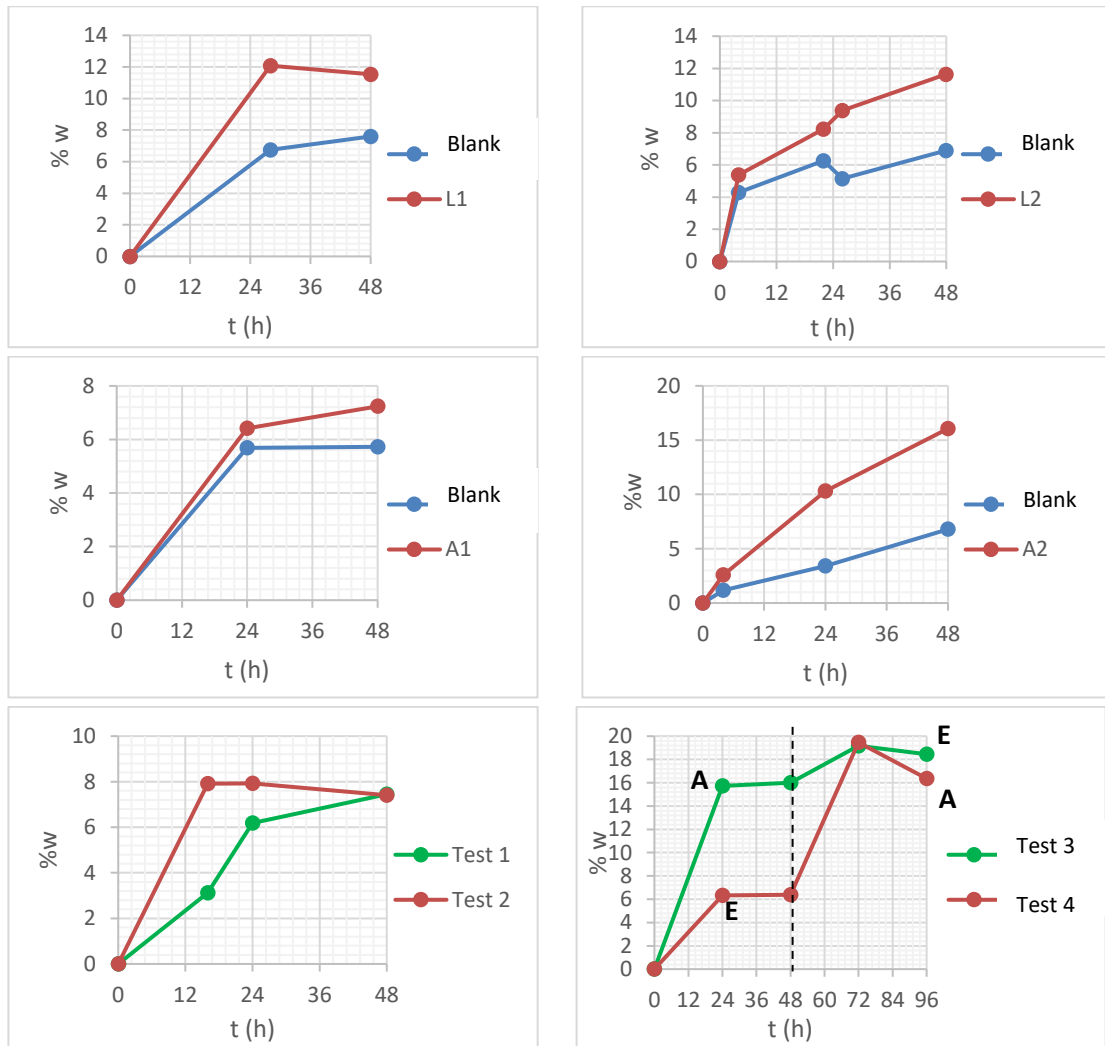 14
12
10
8
6
4
2
0
% w
0 12 24 36 48
t (h)
Blank
L1
14
12
10
8
6
4
2
0
% w
0 12 24 36 48
t (h)
Blank
L2
8
6
4
2
0
% w
0 12 24 36 48
t (h)
Blank
A1
20
15
10
5
0
%w
0 12 24 36 48
t (h)
Blank
A2
10
8
6
4
2
0
%w
0 12 24 36 48
t (h)
Test 1
Test 2
20
18
16
14
12
10
8
6
4
2
0
% w
A
E
E
A
0 12 24 36 48 60 72 84 96
t (h)
Test 3
Test 4